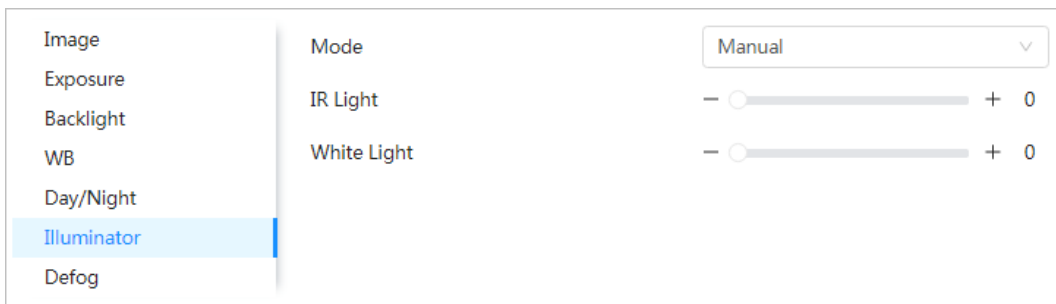 Image
Exposure
Backlight
WB
Day/Night
Illuminator
Defog
Mode Manual
IR Light 0
White Light 0